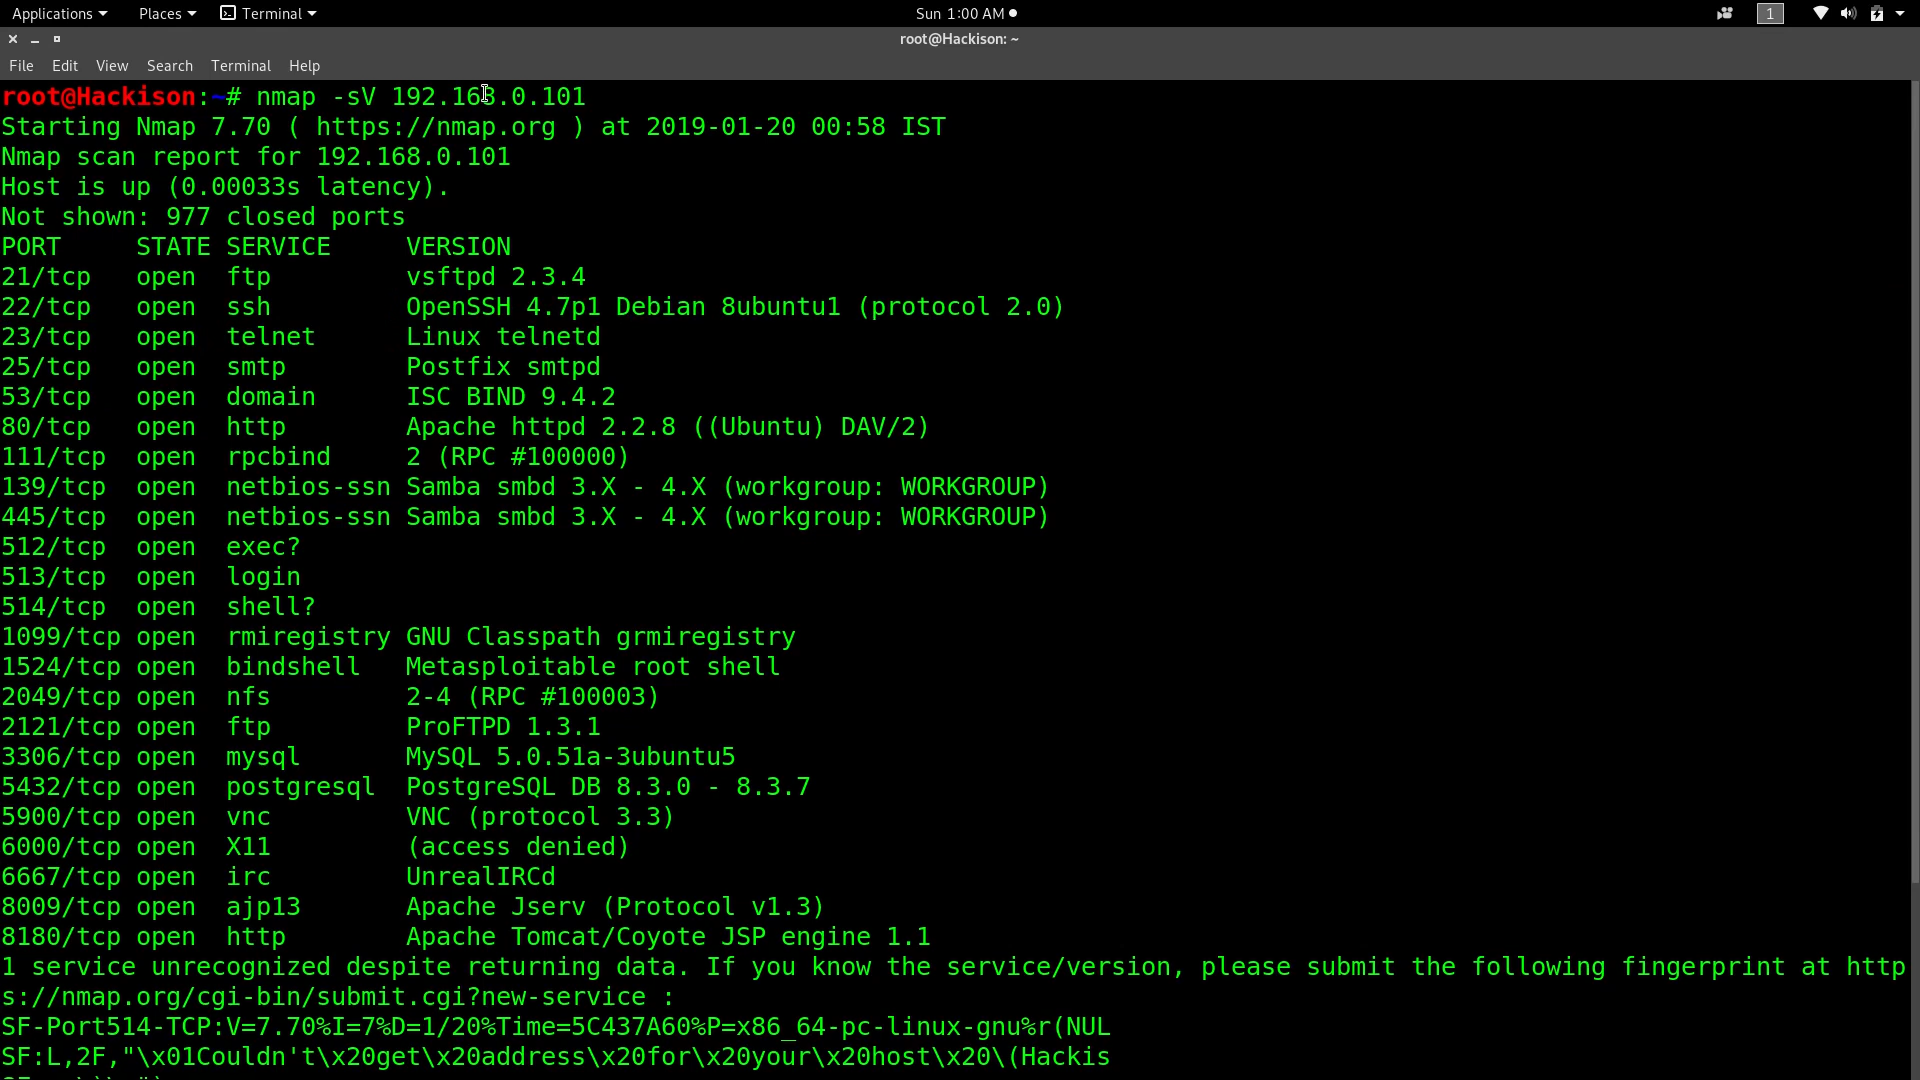 Applications Places Terminal Sun 1:00 AM 1
root@Hackison: ~
File Edit View Search Terminal Help
root@Hackison:~# nmap -sV 192.168.0.101
Starting Nmap 7.70 ( https://nmap.org ) at 2019-01-20 00:58 IST
Nmap scan report for 192.168.0.101
Host is up (0.00033s latency).
Not shown: 977 closed ports
PORT     STATE SERVICE     VERSION
21/tcp   open  ftp         vsftpd 2.3.4
22/tcp   open  ssh         OpenSSH 4.7p1 Debian 8ubuntu1 (protocol 2.0)
23/tcp   open  telnet      Linux telnetd
25/tcp   open  smtp        Postfix smtpd
53/tcp   open  domain      ISC BIND 9.4.2
80/tcp   open  http        Apache httpd 2.2.8 ((Ubuntu) DAV/2)
111/tcp  open  rpcbind     2 (RPC #100000)
139/tcp  open  netbios-ssn Samba smbd 3.X - 4.X (workgroup: WORKGROUP)
445/tcp  open  netbios-ssn Samba smbd 3.X - 4.X (workgroup: WORKGROUP)
512/tcp  open  exec?
513/tcp  open  login
514/tcp  open  shell?
1099/tcp open  rmiregistry GNU Classpath grmiregistry
1524/tcp open  bindshell   Metasploitable root shell
2049/tcp open  nfs         2-4 (RPC #100003)
2121/tcp open  ftp         ProFTPD 1.3.1
3306/tcp open  mysql       MySQL 5.0.51a-3ubuntu5
5432/tcp open  postgresql  PostgreSQL DB 8.3.0 - 8.3.7
5900/tcp open  vnc         VNC (protocol 3.3)
6000/tcp open  X11         (access denied)
6667/tcp open  irc         UnrealIRCd
8009/tcp open  ajp13       Apache Jserv (Protocol v1.3)
8180/tcp open  http        Apache Tomcat/Coyote JSP engine 1.1
1 service unrecognized despite returning data. If you know the service/version, please submit the following fingerprint at http
s://nmap.org/cgi-bin/submit.cgi?new-service :
SF-Port514-TCP:V=7.70%I=7%D=1/20%Time=5C437A60%P=x86_64-pc-linux-gnu%r(NUL
SF:L,2F,"\x01Couldn't\x20get\x20address\x20for\x20your\x20host\x20\(Hackis